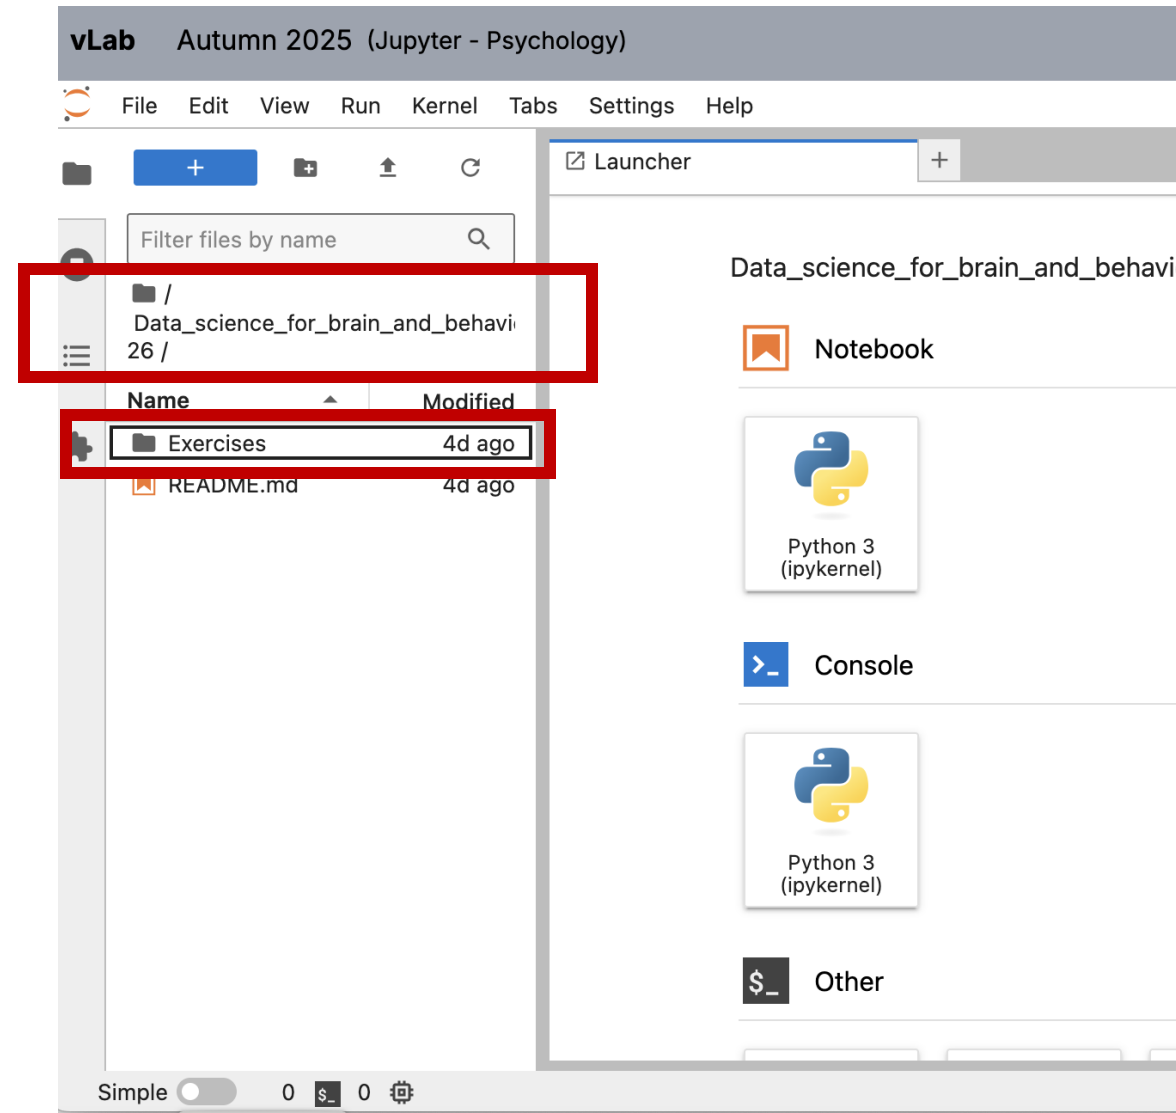 vLab Autumn 2025 (Jupyter - Psychology)
File Edit View Run Kernel Tabs Settings Help
+
Launcher
+
Filter files by name
/
Data_science_for_brain_and_behavi
26 /
Name Modified
Exercises 4d ago
README.md 4d ago
Data_science_for_brain_and_behavi
Notebook
Python 3
(ipykernel)
>_ Console
Python 3
(ipykernel)
$_ Other
Simple 0 $_ 0